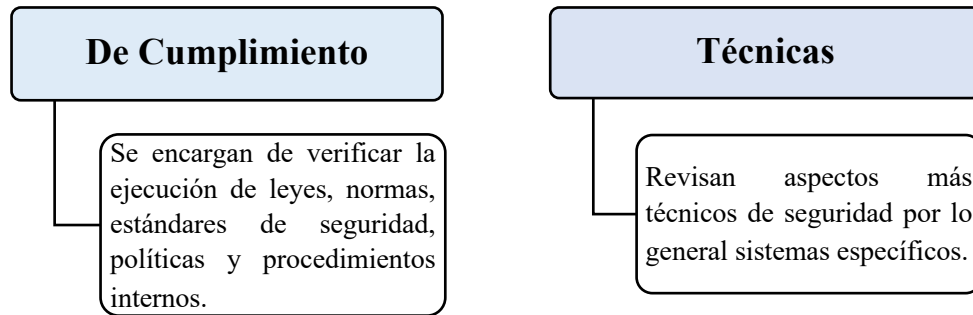 De Cumplimiento
Se encargan de verificar la
ejecución de leyes, normas,
estándares de seguridad,
políticas y procedimientos
internos.
Técnicas
Revisan aspectos más
técnicos de seguridad por lo
general sistemas específicos.